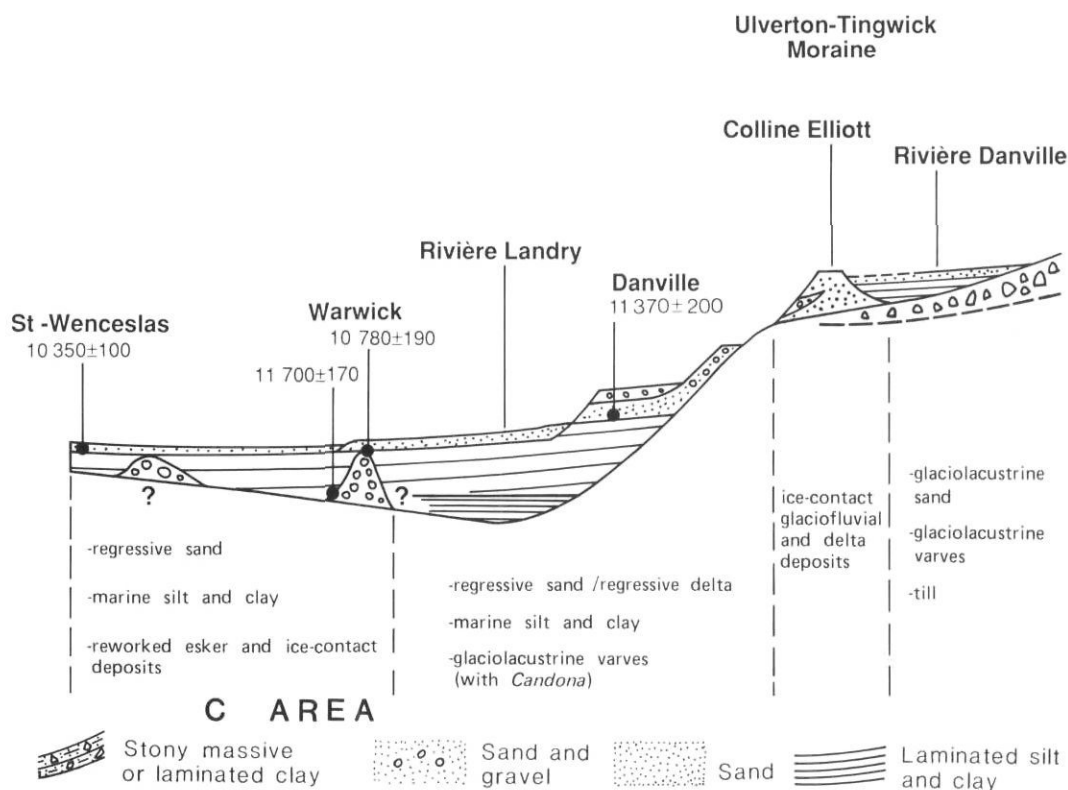 Ulverton-Tingwick
Moraine
Colline Elliott
Rivière Danville
Rivière Landry
Danville
11 370±200
St -Wenceslas
10 350±100
Warwick
10 780±190
11 700±170
?
?
-regressive sand
-marine silt and clay
-reworked esker and ice-contact
deposits
-regressive sand /regressive delta
-marine silt and clay
-glaciolacustrine varves
(with Candona)
ice-contact
glaciofluvial
and delta
deposits
-glaciolacustrine
sand
-glaciolacustrine
varves
-till
C AREA
Stony massive
or laminated clay
Sand and
gravel
Sand
Laminated silt
and clay